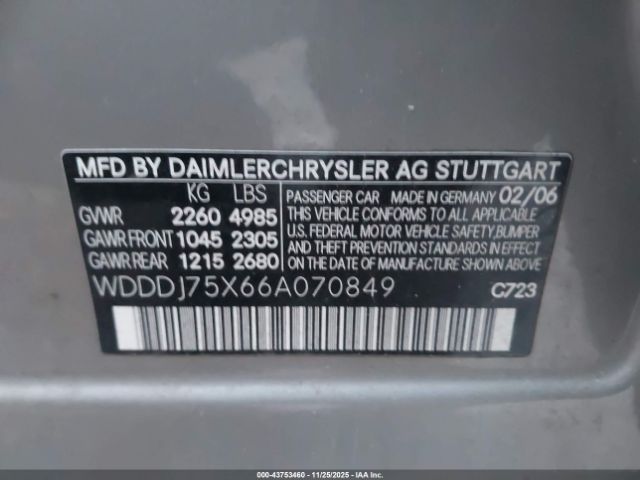 MFD BY DAIMLERCHRYSLER AG STUTTGART
KG LBS
GVWR 2260 4985
GAWR FRONT 1045 2305
GAWR REAR 1215 2680
PASSENGER CAR MADE IN GERMANY 02/06
THIS VEHICLE CONFORMS TO ALL APPLICABLE
U.S. FEDERAL MOTOR VEHICLE SAFETY, BUMPER,
AND THEFT PREVENTION STANDARDS IN EFFECT
ON THE DATE OF MANUFACTURE SHOWN ABOVE.
WDDDJ75X66A070849 C723
000-43753460 - 11/25/2025 - IAAI.COM